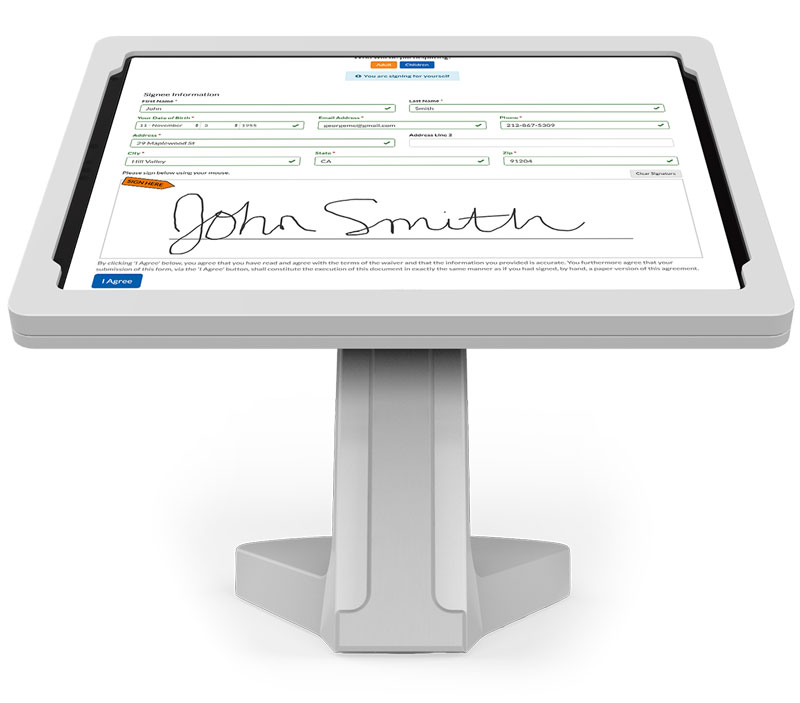 Adult Children
You are signing for yourself
Signee Information
First Name * Last Name *
John Smith
Your Date of Birth * Email Address * Phone *
11 - November 5 1955 georgemc@gmail.com 212-867-5309
Address * Address Line 2
29 Maplewood St
City * State * Zip *
Hill Valley CA 91204
Please sign below using your mouse. Clear Signature
SIGN HERE
John Smith
By clicking 'I Agree' below, you agree that you have read and agree with the terms of the waiver and that the information you provided is accurate. You furthermore agree that your
submission of this form, via the 'I Agree' button, shall constitute the execution of this document in exactly the same manner as if you had signed, by hand, a paper version of this agreement.
I Agree